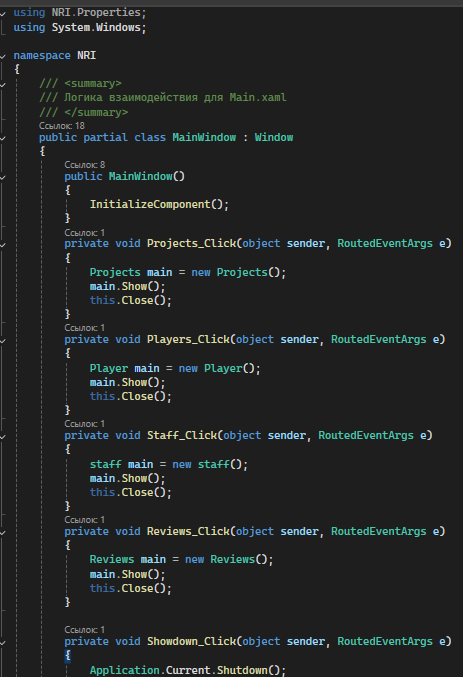 using NRI.Properties;
using System.Windows;
namespace NRI
{
/// <summary>
/// Логика взаимодействия для Main.xaml
/// </summary>
Ссылок: 18
public partial class MainWindow : Window
{
Ссылок: 8
public MainWindow()
{
InitializeComponent();
}
Ссылок: 1
private void Projects_Click(object sender, RoutedEventArgs e)
{
Projects main = new Projects();
main.Show();
this.Close();
}
Ссылок: 1
private void Players_Click(object sender, RoutedEventArgs e)
{
Player main = new Player();
main.Show();
this.Close();
}
Ссылок: 1
private void Staff_Click(object sender, RoutedEventArgs e)
{
staff main = new staff();
main.Show();
this.Close();
}
Ссылок: 1
private void Reviews_Click(object sender, RoutedEventArgs e)
{
Reviews main = new Reviews();
main.Show();
this.Close();
}
Ссылок: 1
private void Showdown_Click(object sender, RoutedEventArgs e)
{
Application.Current.Shutdown();